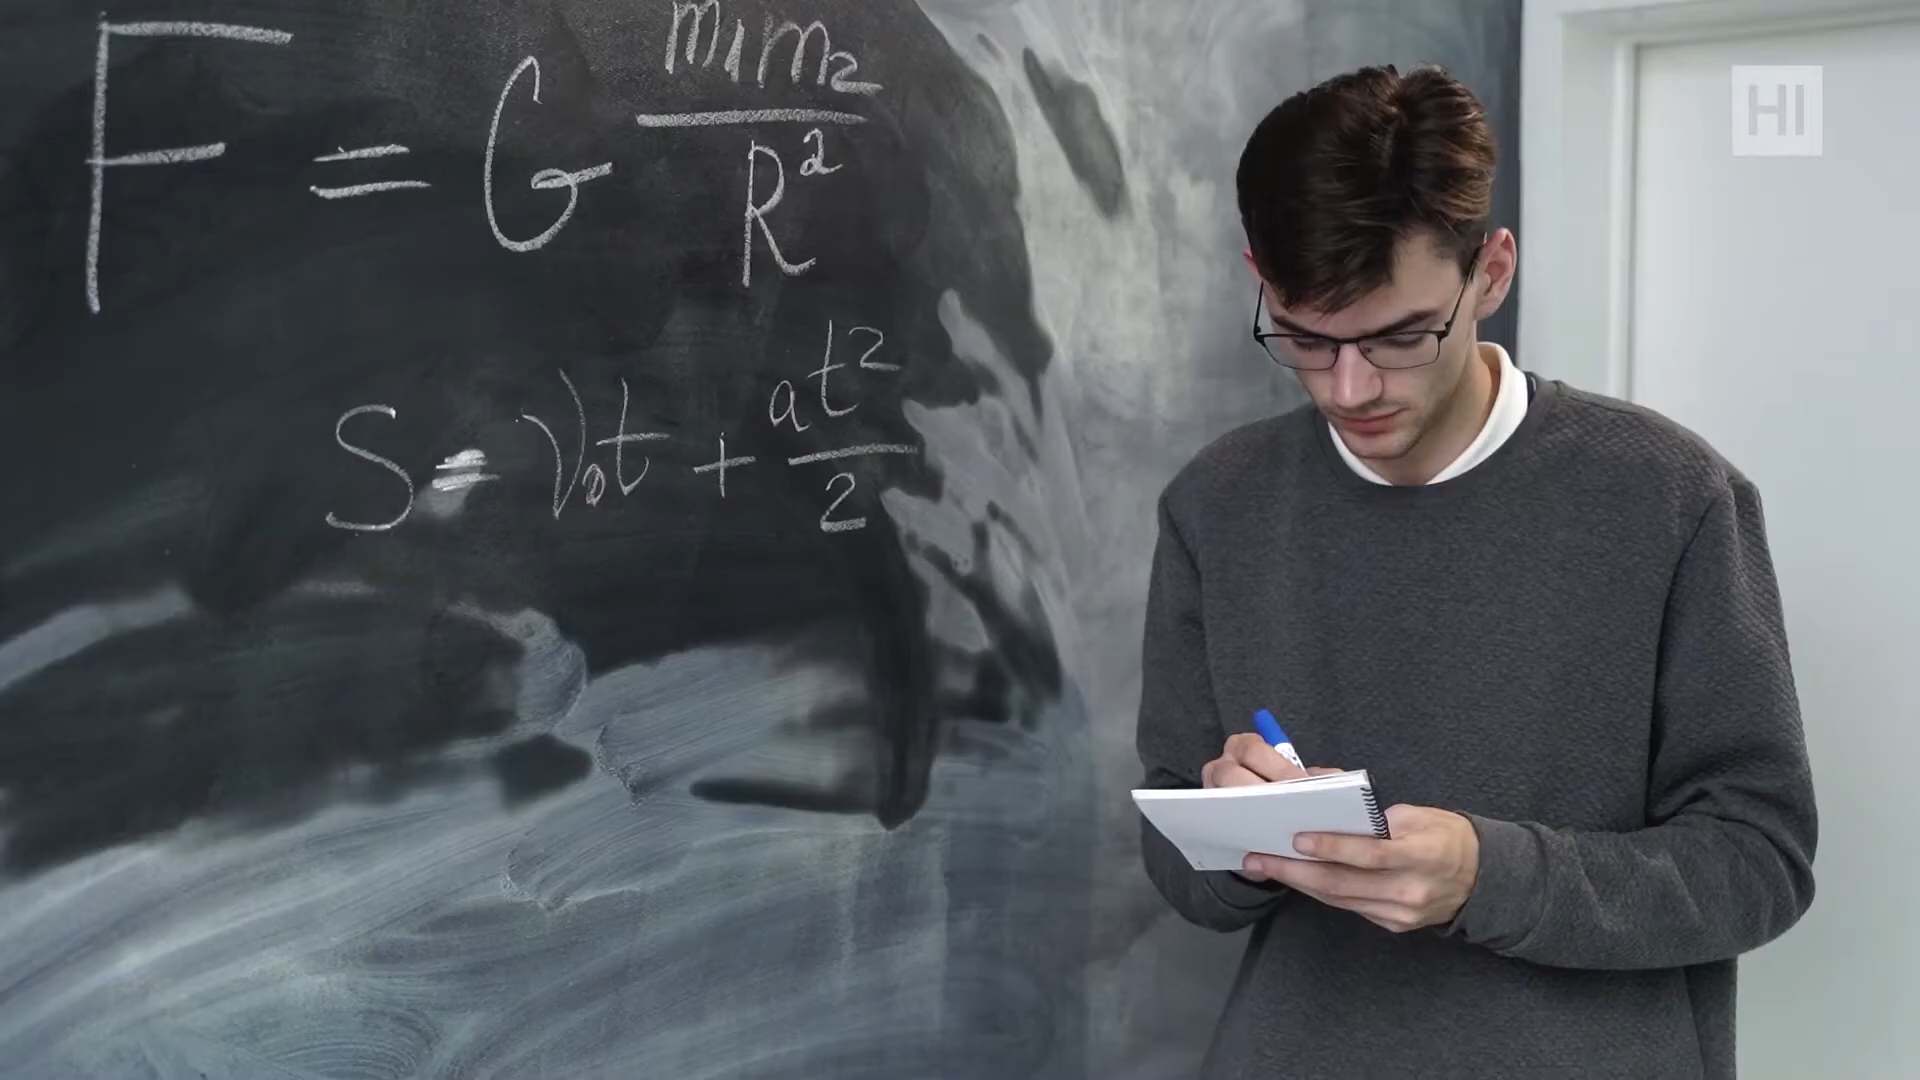 F = G m₁m₂/R²
S = V₀t + at²/2
HI